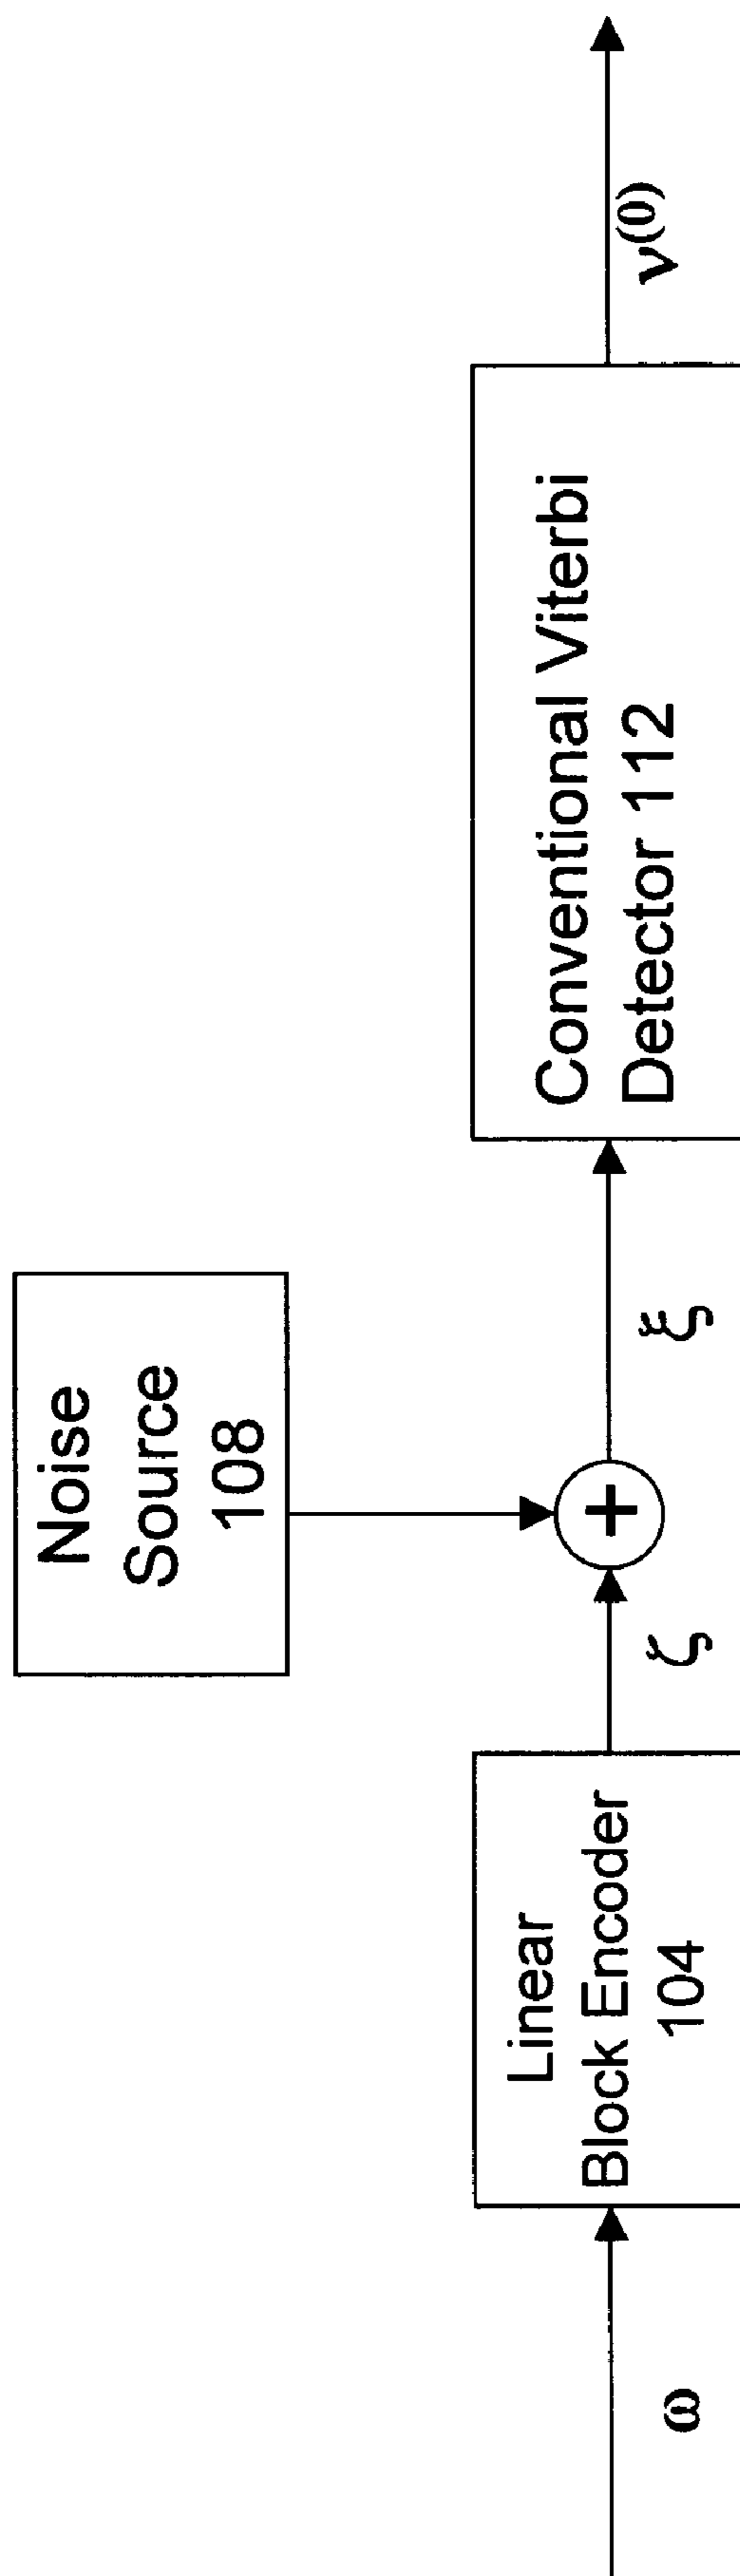 Noise
Source
108
ω
Linear
Block Encoder
104
ζ
+
ξ
Conventional Viterbi
Detector 112
ν(0)